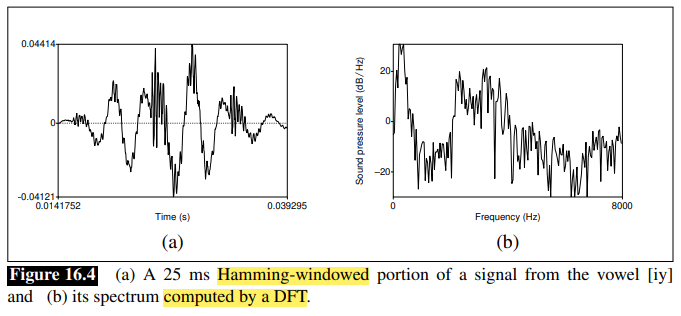 0.04414
0
-0.04121
0.0141752
0.039295
Time (s)
(a)
Sound pressure level (dB/Hz)
20
0
−20
0
8000
Frequency (Hz)
(b)
Figure 16.4 (a) A 25 ms Hamming-windowed portion of a signal from the vowel [iy]
and (b) its spectrum computed by a DFT.